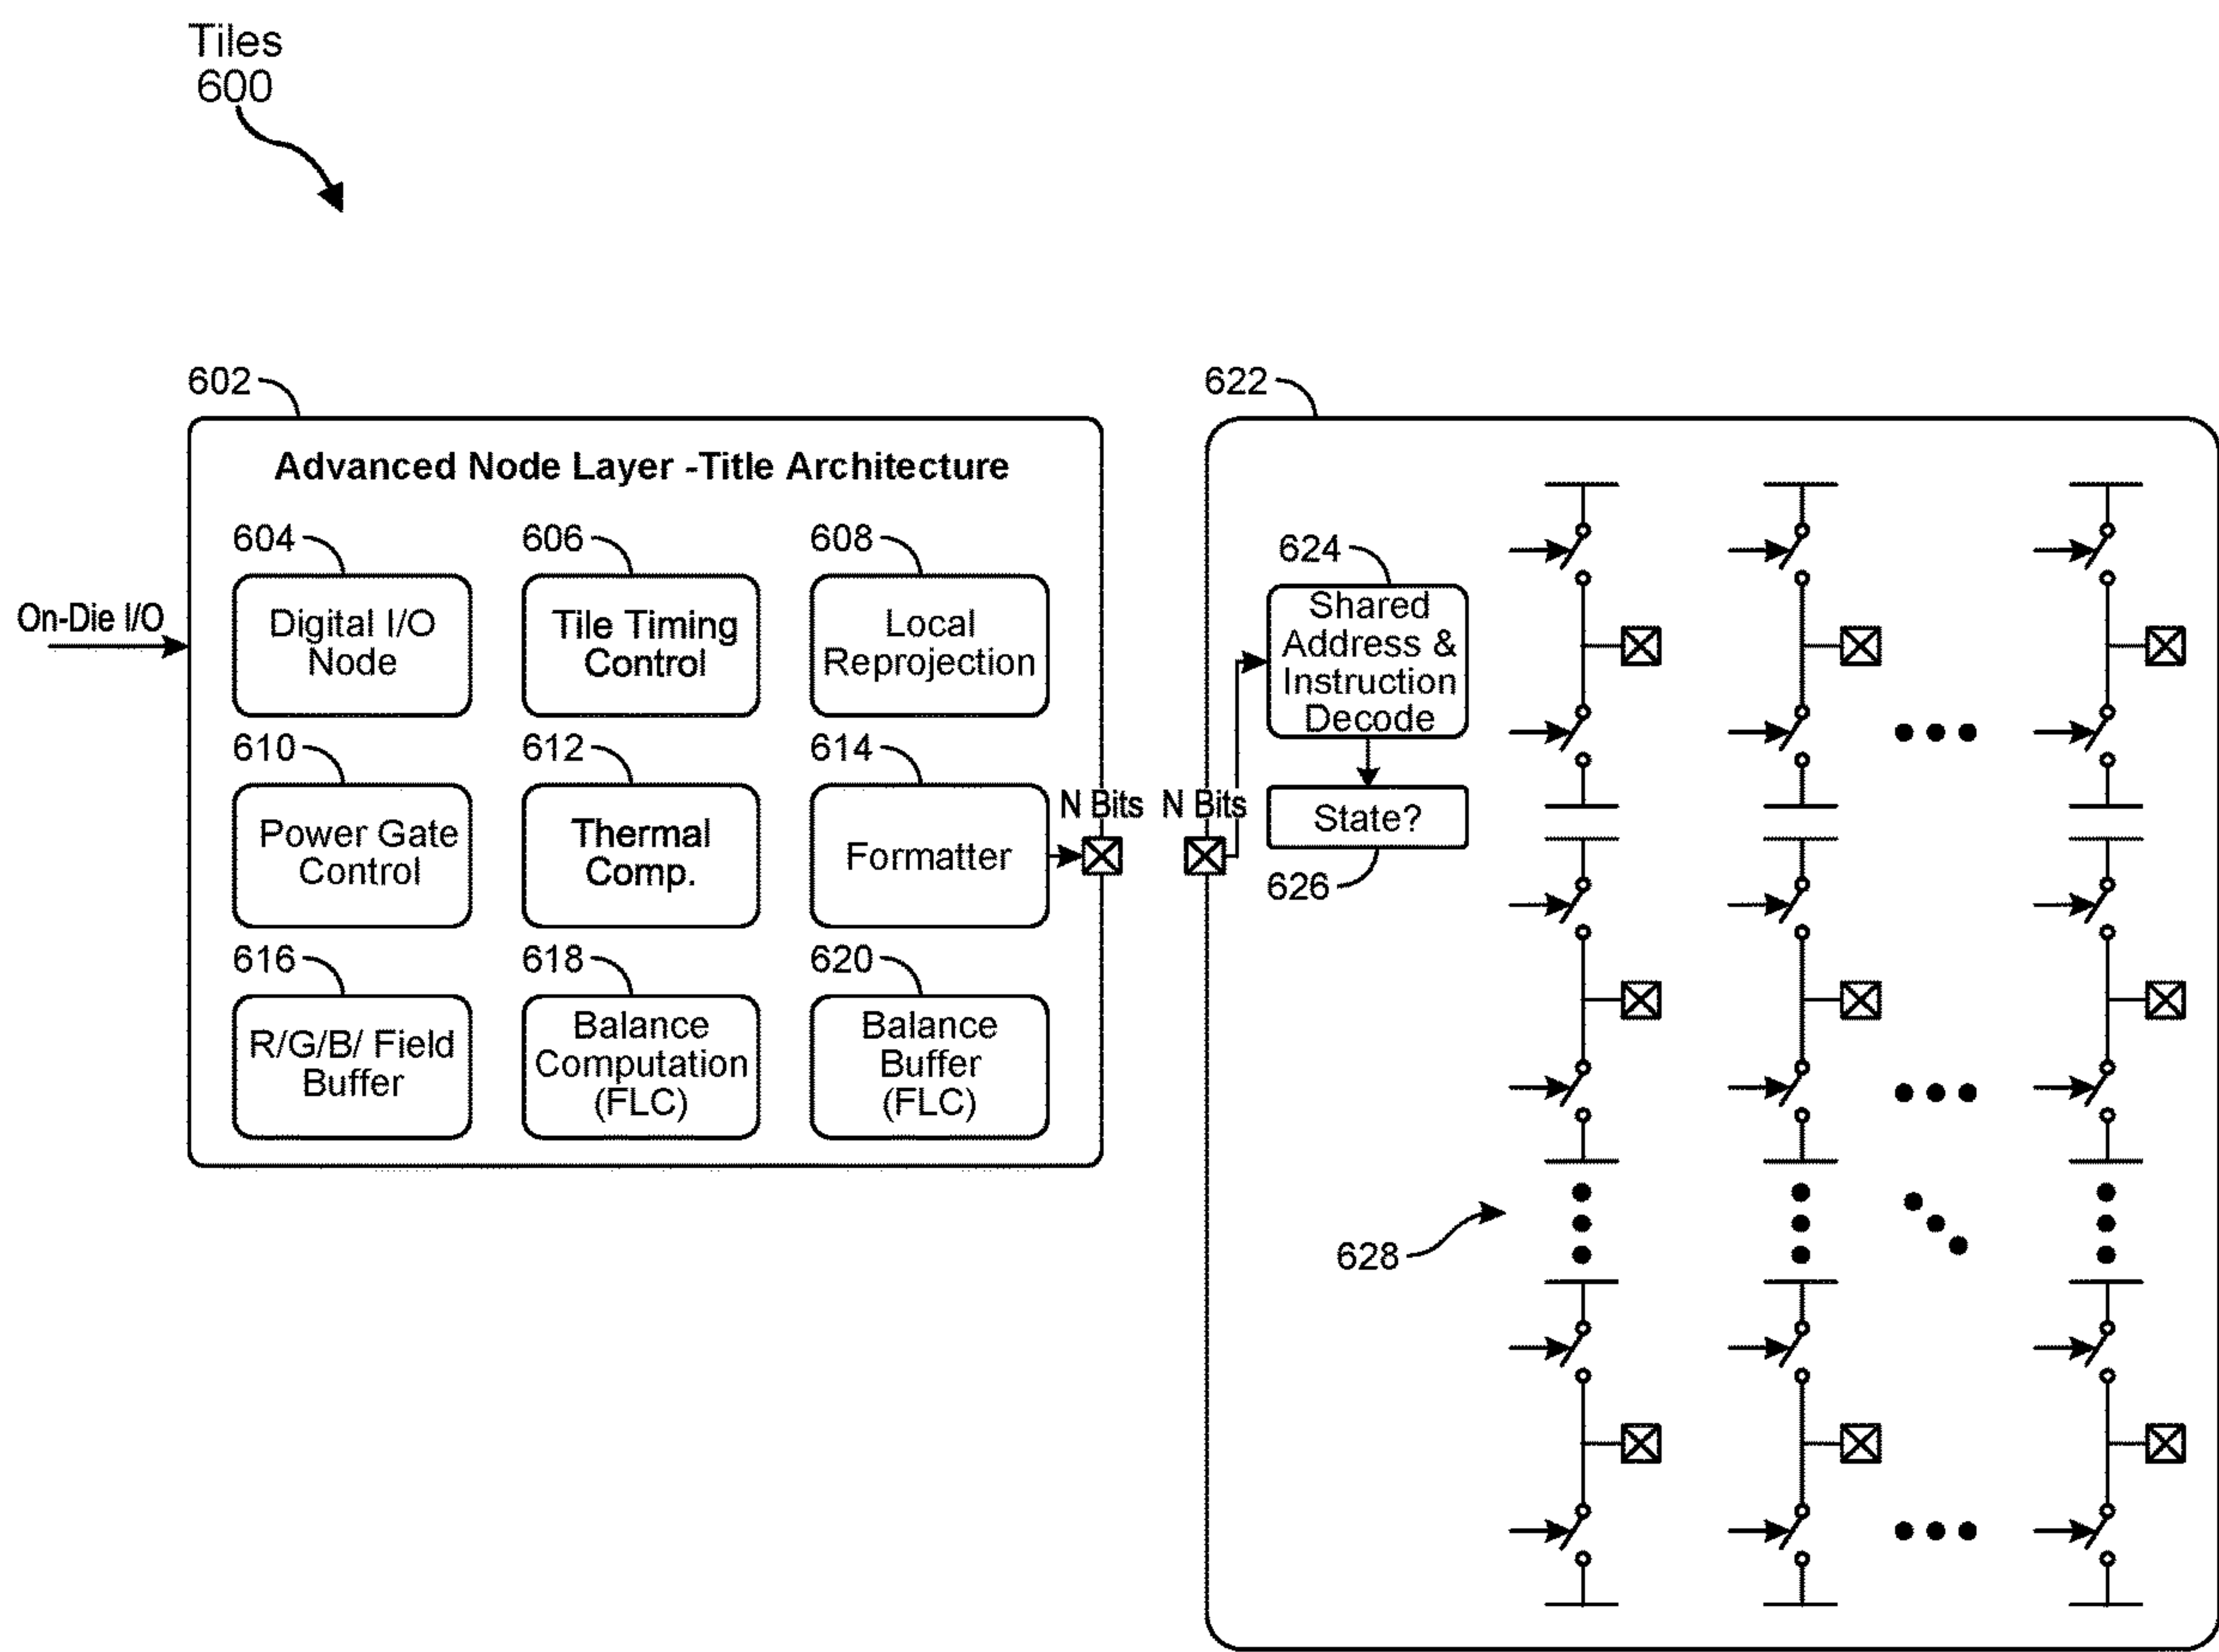 Tiles
600
602
Advanced Node Layer -Title Architecture
604
606
608
On-Die I/O
Digital I/O
Node
Tile Timing
Control
Local
Reprojection
610
612
614
Power Gate
Control
Thermal
Comp.
Formatter
N Bits
616
618
620
R/G/B/ Field
Buffer
Balance
Computation
(FLC)
Balance
Buffer
(FLC)
622
624
Shared
Address &
Instruction
Decode
N Bits
State?
626
628